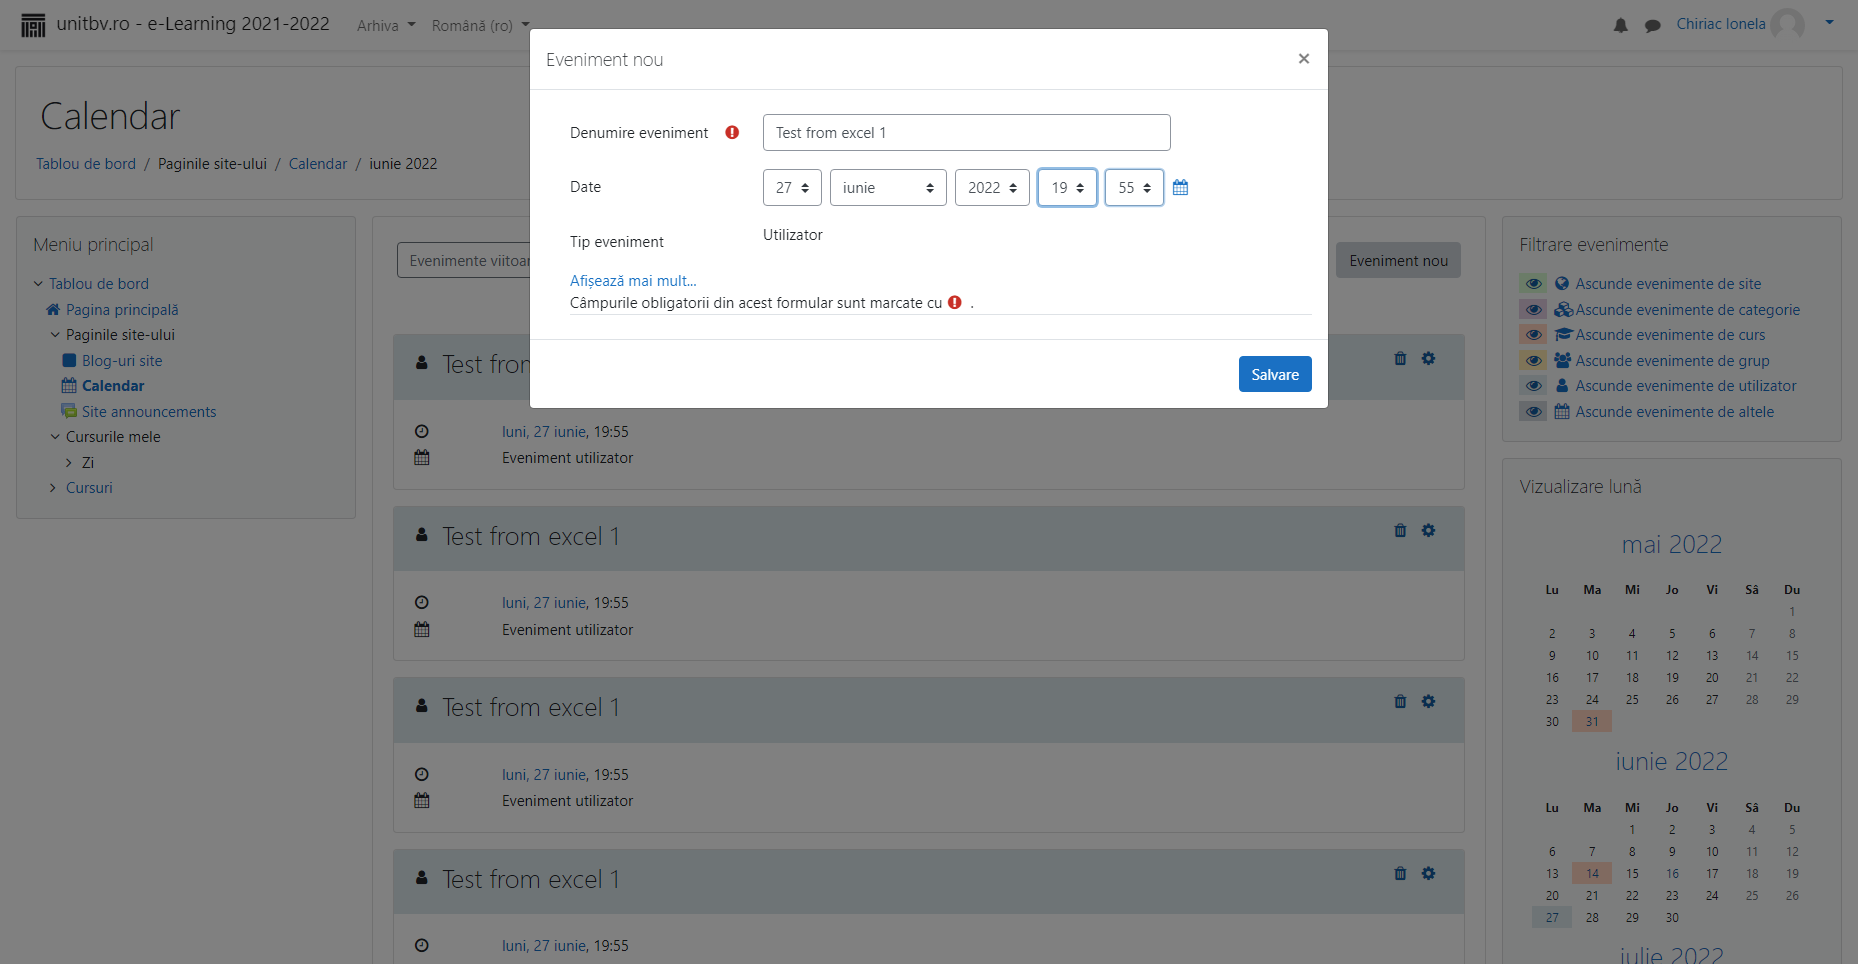 unitbv.ro - e-Learning 2021-2022 Arhiva Română (ro) Chiriac Ionela
Eveniment nou ×
Denumire eveniment Test from excel 1
Date 27 iunie 2022 19 55
Tip eveniment Utilizator
Afișează mai mult...
Câmpurile obligatorii din acest formular sunt marcate cu .
Salvare
Calendar
Tablou de bord / Paginile site-ului / Calendar / iunie 2022
Meniu principal
Tablou de bord
Pagina principală
Paginile site-ului
Blog-uri site
Calendar
Site announcements
Cursurile mele
Zi
Cursuri
Evenimente Eveniment nou
Test
luni, 27 iunie, 19:55
Eveniment utilizator
Test from excel 1
luni, 27 iunie, 19:55
Eveniment utilizator
Test from excel 1
luni, 27 iunie, 19:55
Eveniment utilizator
Test from excel 1
luni, 27 iunie, 19:55
Filtrare evenimente
Ascunde evenimente de site
Ascunde evenimente de categorie
Ascunde evenimente de curs
Ascunde evenimente de grup
Ascunde evenimente de utilizator
Ascunde evenimente de altele
Vizualizare lună
mai 2022
Lu Ma Mi Jo Vi Sâ Du
1
2 3 4 5 6 7 8
9 10 11 12 13 14 15
16 17 18 19 20 21 22
23 24 25 26 27 28 29
30 31
iunie 2022
Lu Ma Mi Jo Vi Sâ Du
1 2 3 4 5
6 7 8 9 10 11 12
13 14 15 16 17 18 19
20 21 22 23 24 25 26
27 28 29 30
iulie 2022